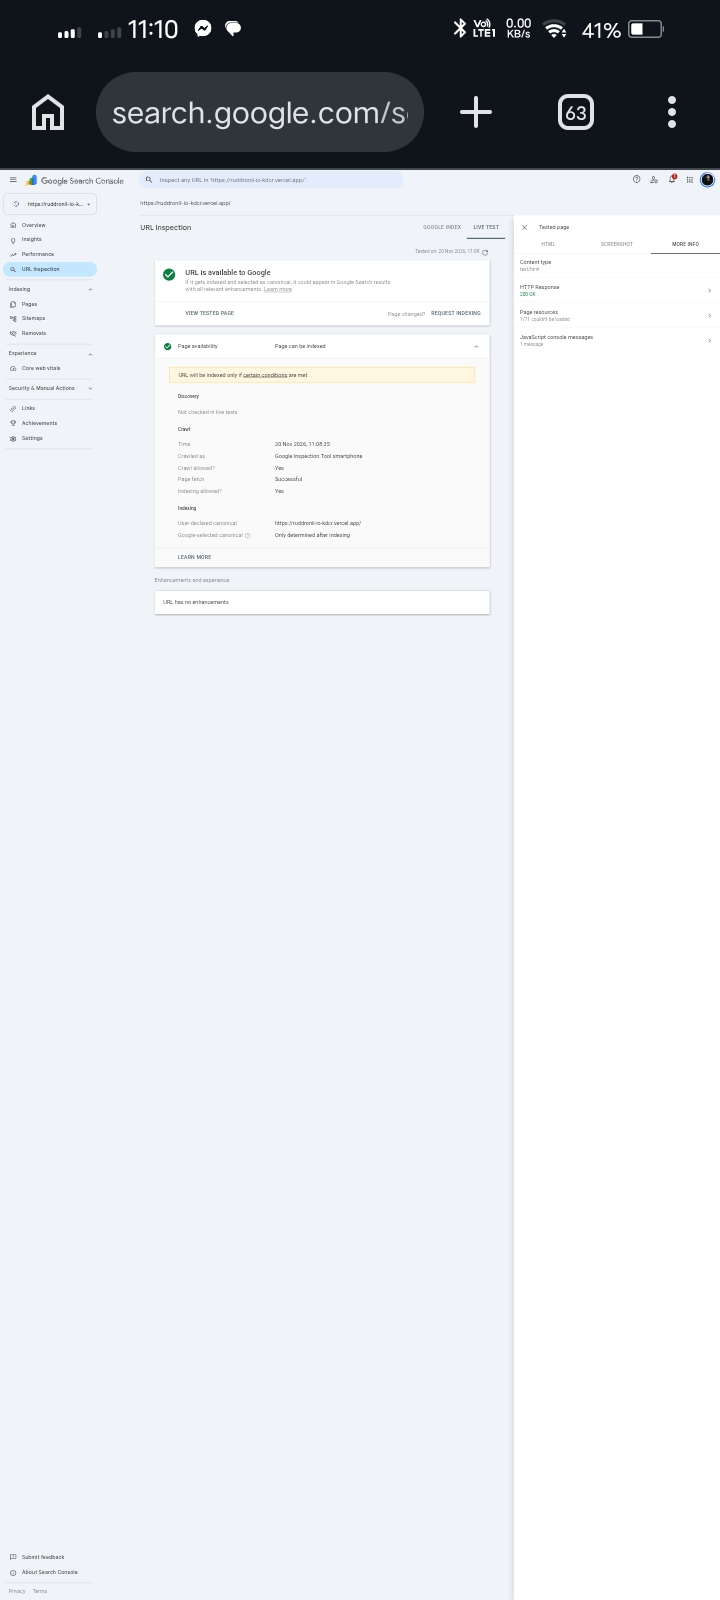 11:10
Vo)) LTE1
0.00 KB/s
41%
search.google.com/s
63
Google Search Console
Inspect any URL in 'https://ruddronii-io-kdcr.vercel.app/'
1
https://ruddronii-io-k...
https://ruddronii-io-kdcr.vercel.app/
Overview
Insights
Performance
URL Inspection
Indexing
Pages
Sitemaps
Removals
Experience
Core web vitals
Security & Manual Actions
Links
Achievements
Settings
URL Inspection
GOOGLE INDEX
LIVE TEST
Tested on: 20 Nov 2026, 11:08
URL is available to Google
If it gets indexed and selected as canonical, it could appear in Google Search results
with all relevant enhancements. Learn more
VIEW TESTED PAGE
Page changed?
REQUEST INDEXING
Page availability
Page can be indexed
URL will be indexed only if certain conditions are met
Discovery
Not checked in live tests
Crawl
Time
20 Nov 2026, 11:08:35
Crawled as
Google Inspection Tool smartphone
Crawl allowed?
Yes
Page fetch
Successful
Indexing allowed?
Yes
Indexing
User-declared canonical
https://ruddronii-io-kdcr.vercel.app/
Google-selected canonical
Only determined after indexing
LEARN MORE
Enhancements and experience
URL has no enhancements
Tested page
HTML
SCREENSHOT
MORE INFO
Content type
text/html
HTTP Response
200 OK
Page resources
7/71 couldn't be loaded
JavaScript console messages
1 message
Submit feedback
About Search Console
Privacy
Terms